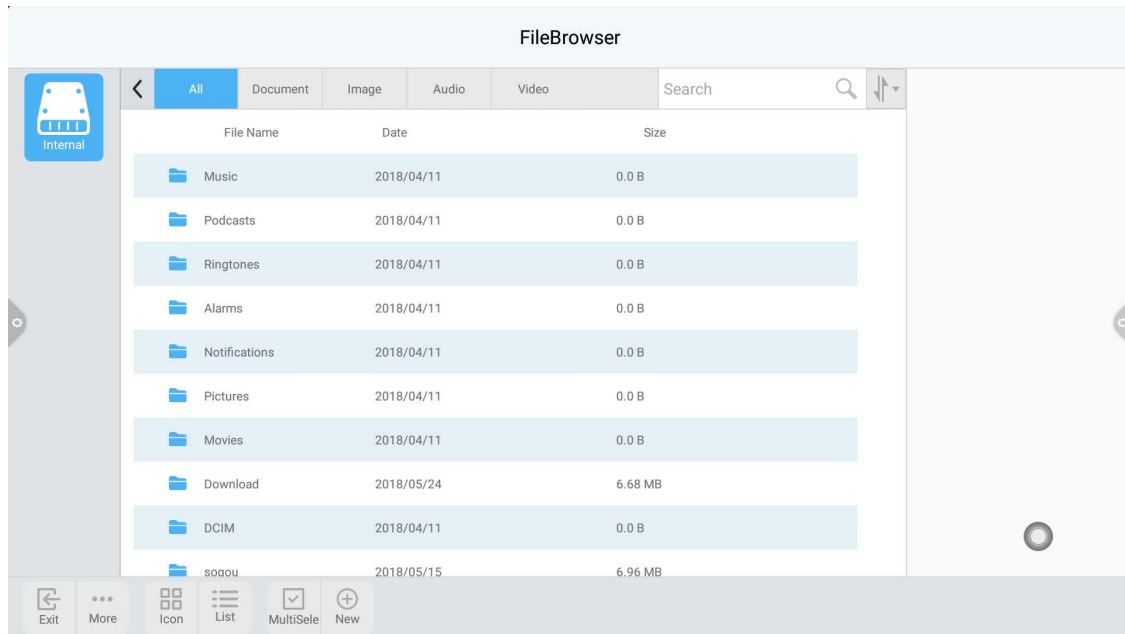 FileBrowser
Internal
All Document Image Audio Video Search
File Name Date Size
Music 2018/04/11 0.0 B
Podcasts 2018/04/11 0.0 B
Ringtones 2018/04/11 0.0 B
Alarms 2018/04/11 0.0 B
Notifications 2018/04/11 0.0 B
Pictures 2018/04/11 0.0 B
Movies 2018/04/11 0.0 B
Download 2018/05/24 6.68 MB
DCIM 2018/04/11 0.0 B
sogou 2018/05/15 6.96 MB
Exit More Icon List MultiSele New